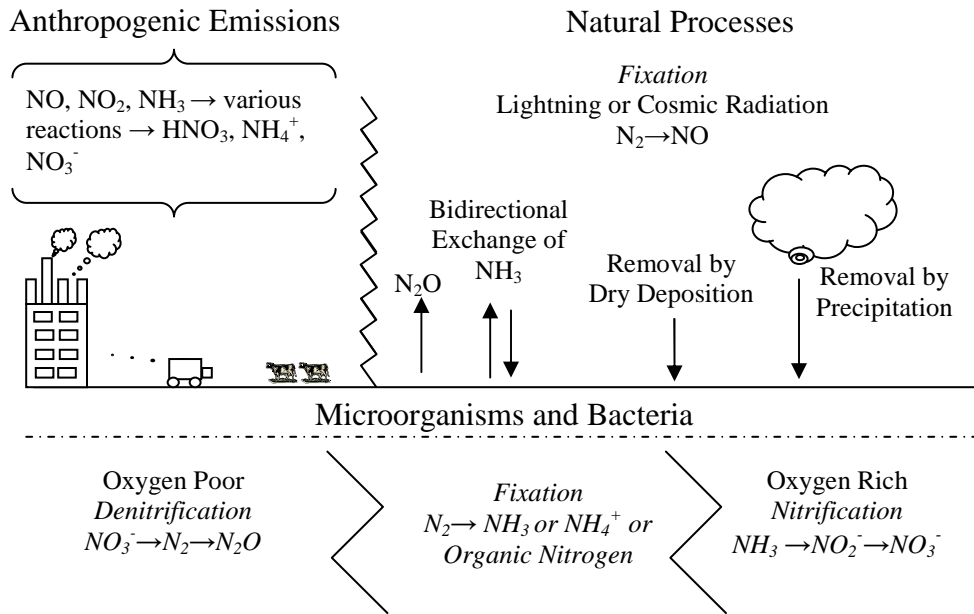 Anthropogenic Emissions
NO, NO₂, NH₃ → various
reactions → HNO₃, NH₄⁺,
NO₃⁻
Natural Processes
Fixation
Lightning or Cosmic Radiation
N₂→NO
N₂O
Bidirectional
Exchange of
NH₃
Removal by
Dry Deposition
Removal by
Precipitation
Microorganisms and Bacteria
Oxygen Poor
Denitrification
NO₃⁻→N₂→N₂O
Fixation
N₂→ NH₃ or NH₄⁺ or
Organic Nitrogen
Oxygen Rich
Nitrification
NH₃ →NO₂⁻→NO₃⁻